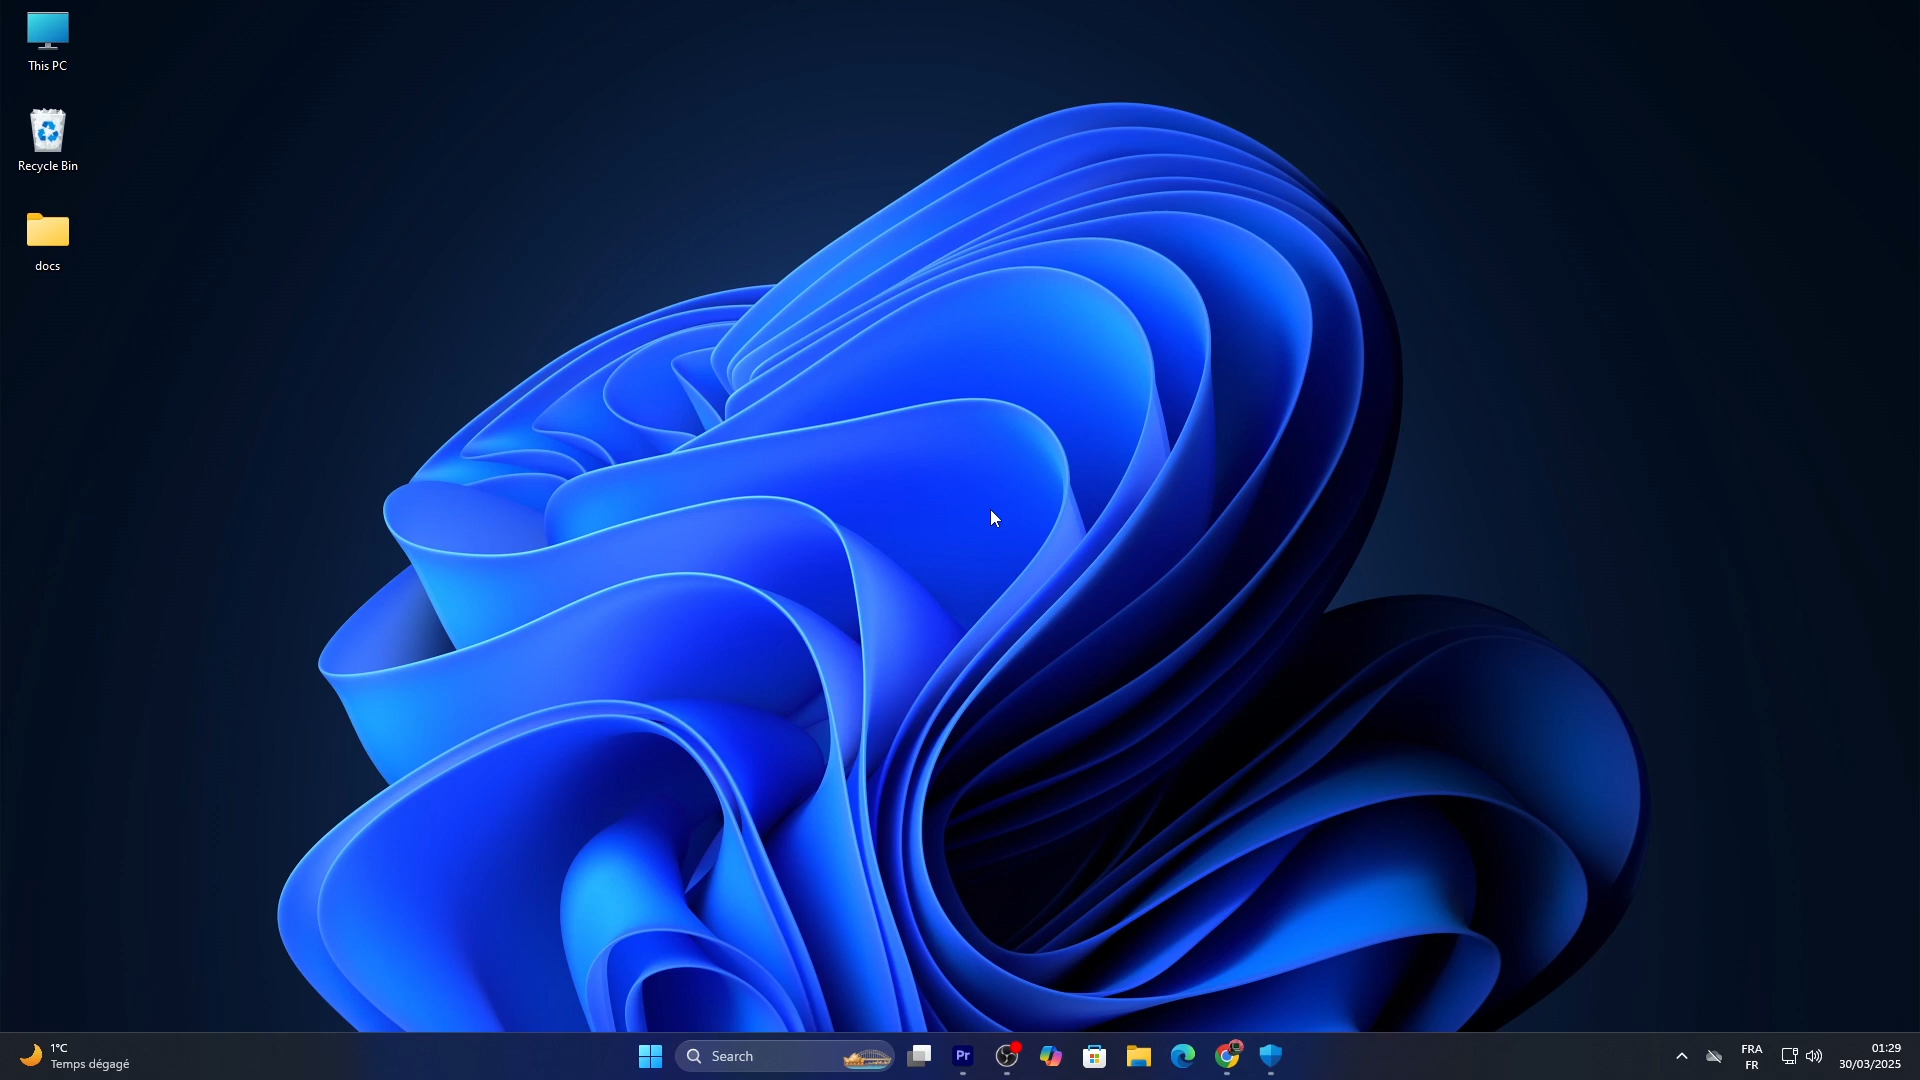 This PC
Recycle Bin
docs
1°C
Temps dégagé
Search
Pr
FRA
FR
01:29
30/03/2025